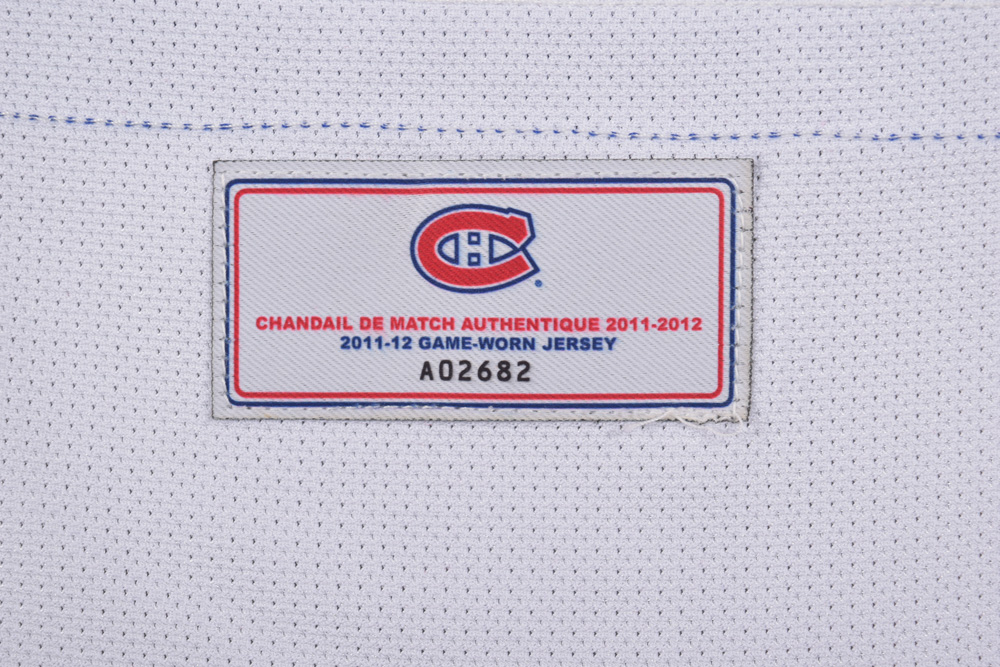 CHANDAIL DE MATCH AUTHENTIQUE 2011-2012
2011-12 GAME-WORN JERSEY
A02682